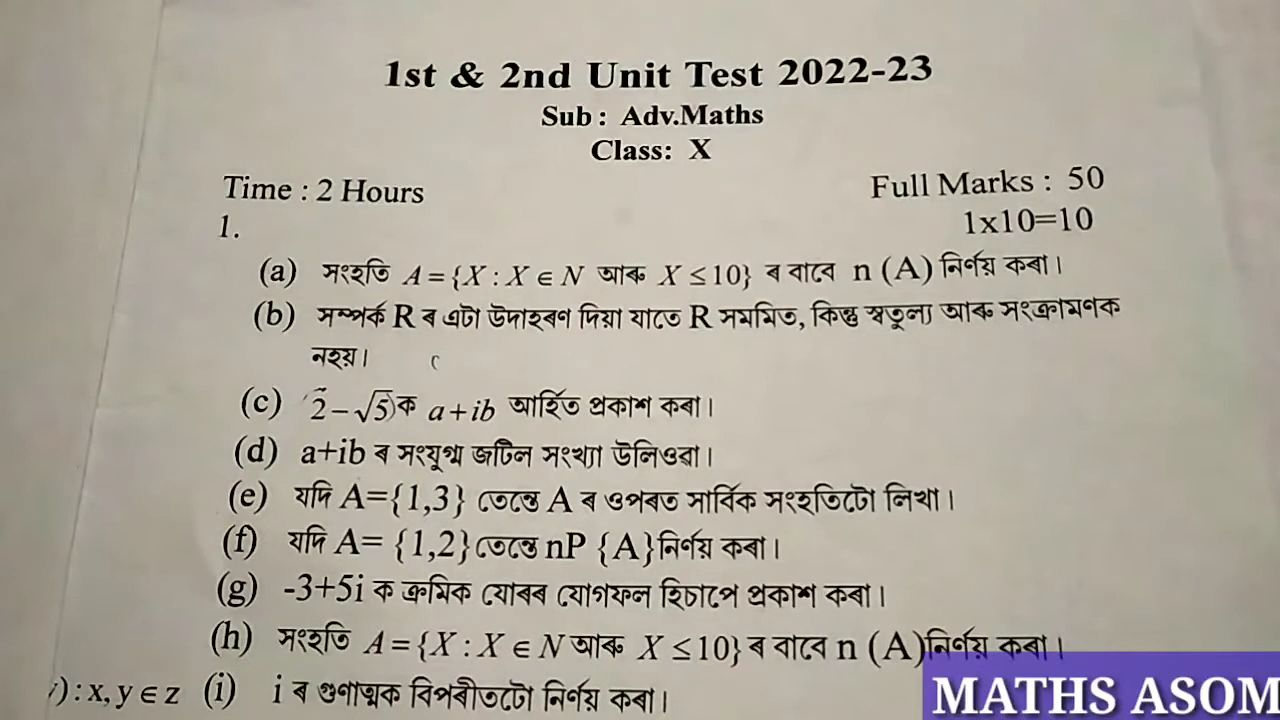 1st & 2nd Unit Test 2022-23
Sub : Adv.Maths
Class: X
Time : 2 Hours
Full Marks : 50
1.
1x10=10
(a) সংহতি A = {X : X ∈ N আৰু X ≤ 10} ৰ বাবে n (A) নিৰ্ণয় কৰা।
(b) সম্পৰ্ক R ৰ এটা উদাহৰণ দিয়া যাতে R সমমিত, কিন্তু স্বতুল্য আৰু সংক্ৰামণক
নহয়।
(c) 2 – √5 ক a + ib আৰ্হিত প্ৰকাশ কৰা।
(d) a+ib ৰ সংযুগ্ম জটিল সংখ্যা উলিওৱা।
(e) যদি A={1,3} তেন্তে A ৰ ওপৰত সাৰ্বিক সংহতিটো লিখা।
(f) যদি A= {1,2} তেন্তে nP {A} নিৰ্ণয় কৰা।
(g) -3+5i ক ক্ৰমিক যোৰৰ যোগফল হিচাপে প্ৰকাশ কৰা।
(h) সংহতি A = {X : X ∈ N আৰু X ≤ 10} ৰ বাবে n (A) নিৰ্ণয় কৰা।
) : x, y ∈ z (i) i ৰ গুণাত্মক বিপৰীতটো নিৰ্ণয় কৰা।
MATHS ASOM